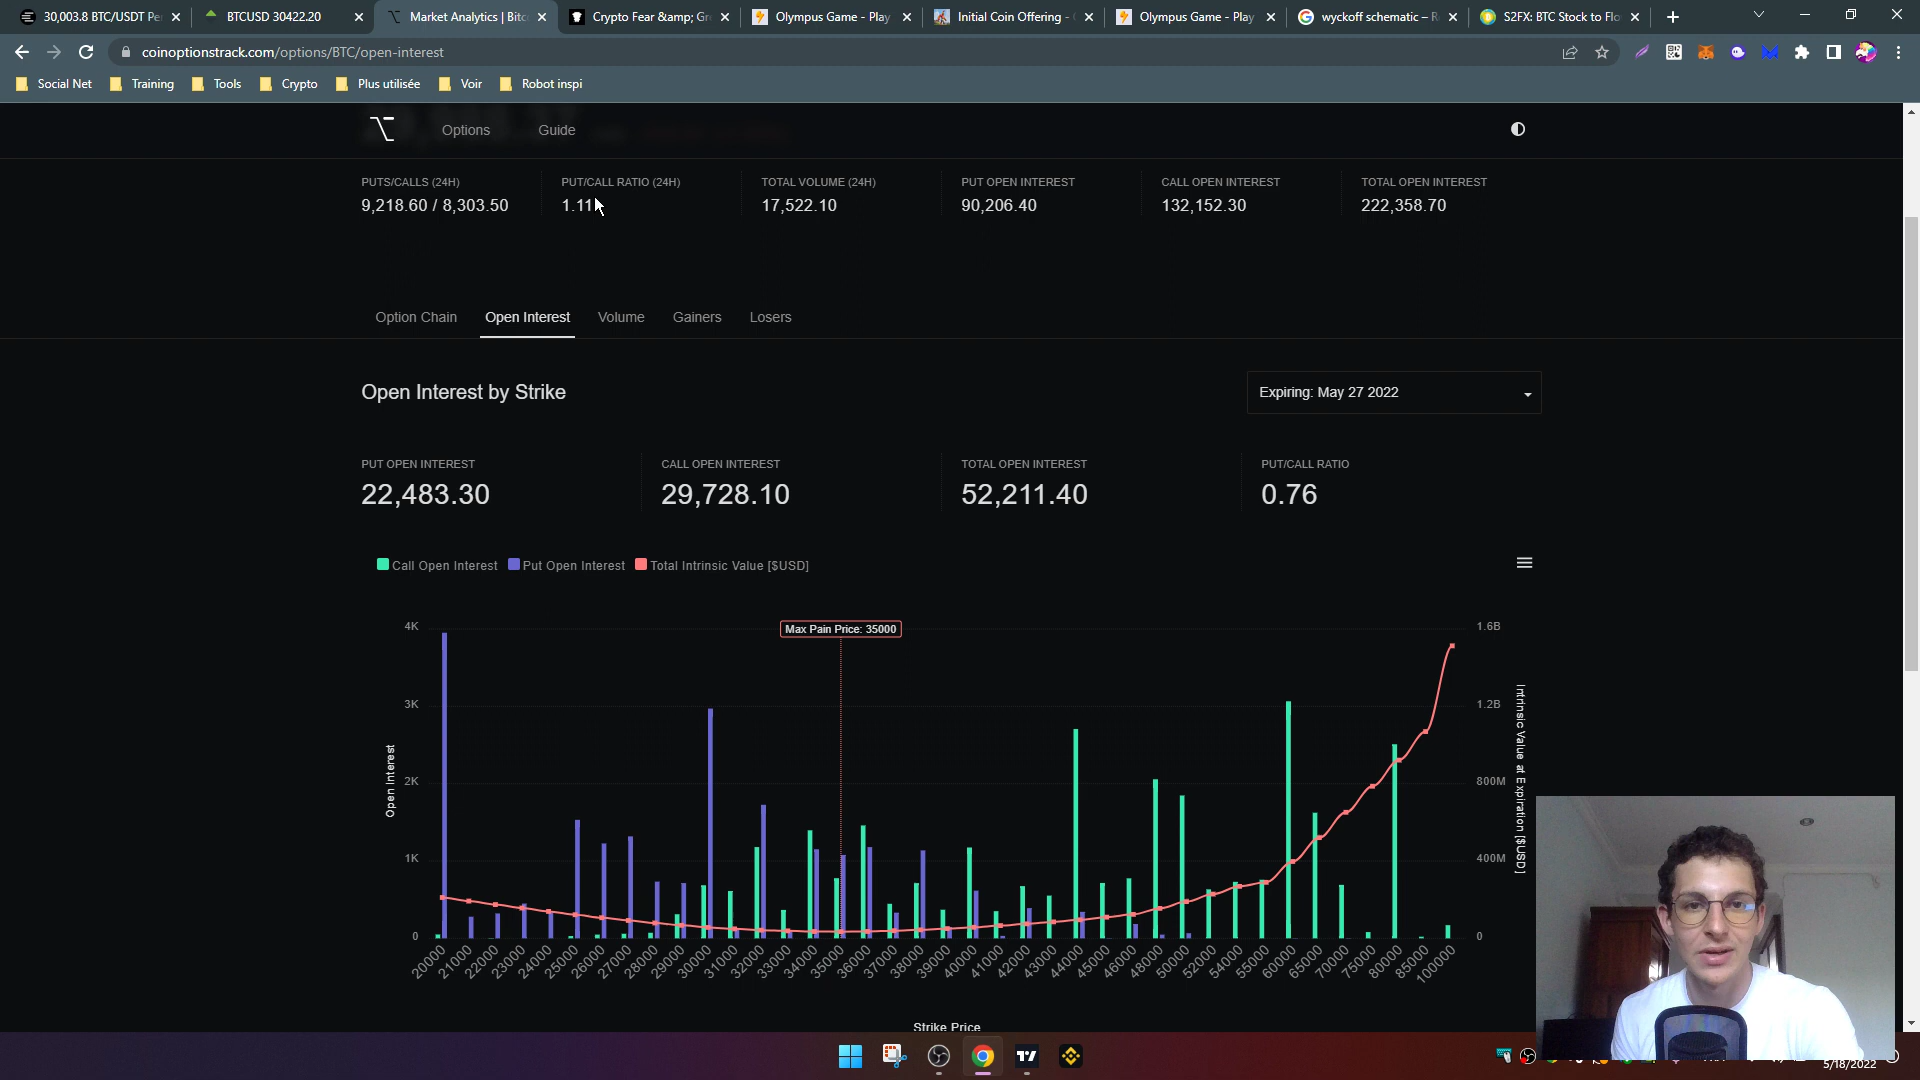 30,003.8 BTC/USDT Pe
BTCUSD 30422.20
Market Analytics | Bitc
Crypto Fear &amp; Gr
Olympus Game - Play
Initial Coin Offering -
Olympus Game - Play
wyckoff schematic – R
S2FX: BTC Stock to Flo
coinoptionstrack.com/options/BTC/open-interest
Social Net
Training
Tools
Crypto
Plus utilisée
Voir
Robot inspi
Options
Guide
PUTS/CALLS (24H)
9,218.60 / 8,303.50
PUT/CALL RATIO (24H)
1.11
TOTAL VOLUME (24H)
17,522.10
PUT OPEN INTEREST
90,206.40
CALL OPEN INTEREST
132,152.30
TOTAL OPEN INTEREST
222,358.70
Option Chain
Open Interest
Volume
Gainers
Losers
Open Interest by Strike
Expiring: May 27 2022
PUT OPEN INTEREST
22,483.30
CALL OPEN INTEREST
29,728.10
TOTAL OPEN INTEREST
52,211.40
PUT/CALL RATIO
0.76
Call Open Interest
Put Open Interest
Total Intrinsic Value [$USD]
Max Pain Price: 35000
4K
3K
2K
1K
0
Open Interest
1.6B
1.2B
800M
400M
0
Intrinsic Value at Expiration [$USD]
20000
21000
22000
23000
24000
25000
26000
27000
28000
29000
30000
31000
32000
33000
34000
35000
36000
37000
38000
39000
40000
41000
42000
43000
44000
45000
46000
48000
50000
52000
54000
55000
60000
65000
70000
75000
80000
85000
100000
Strike Price
5/18/2022